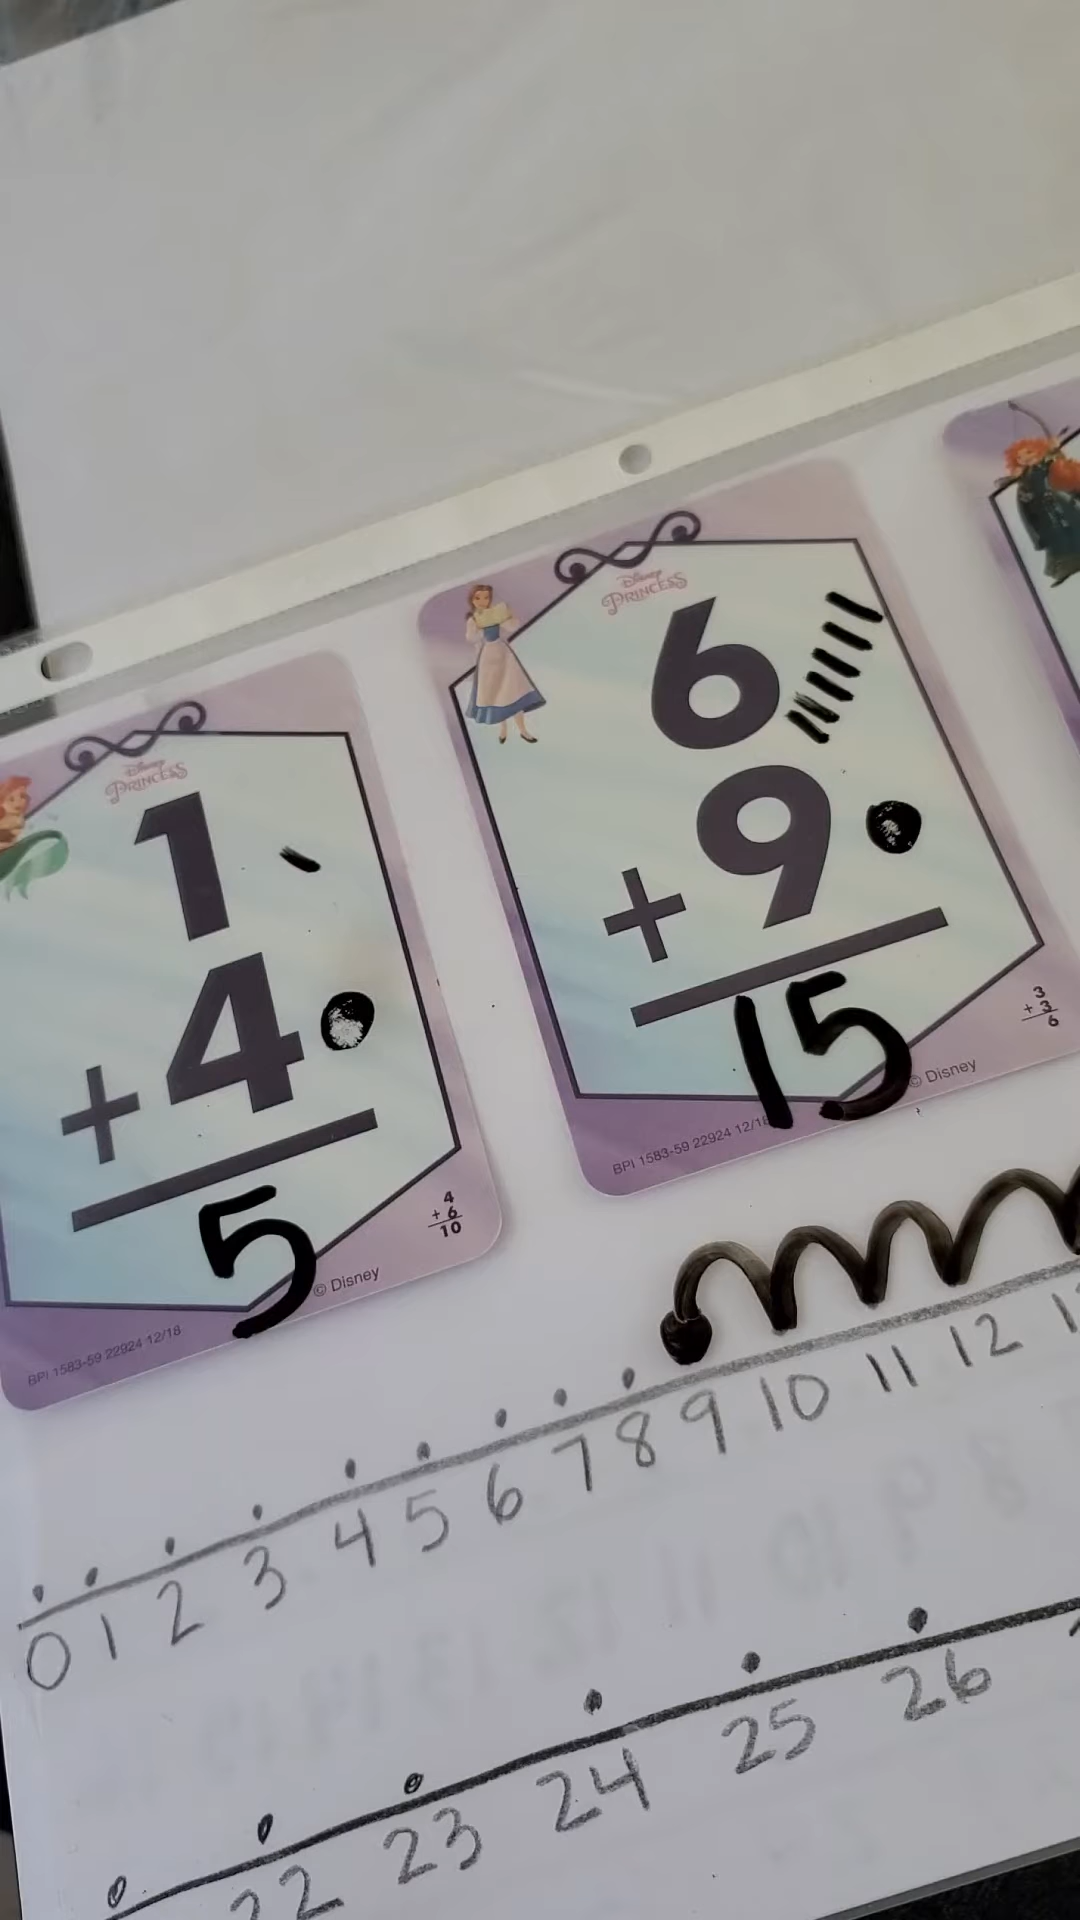 Disney
PRINCESS
1
+ 4
5
4
+ 6
10
© Disney
BPI 1583-59 22924 12/18
Disney
PRINCESS
6
+ 9
15
3
+ 3
6
© Disney
BPI 1583-59 22924 12/18
0 1 2 3 4 5 6 7 8 9 10 11 12
22 23 24 25 26